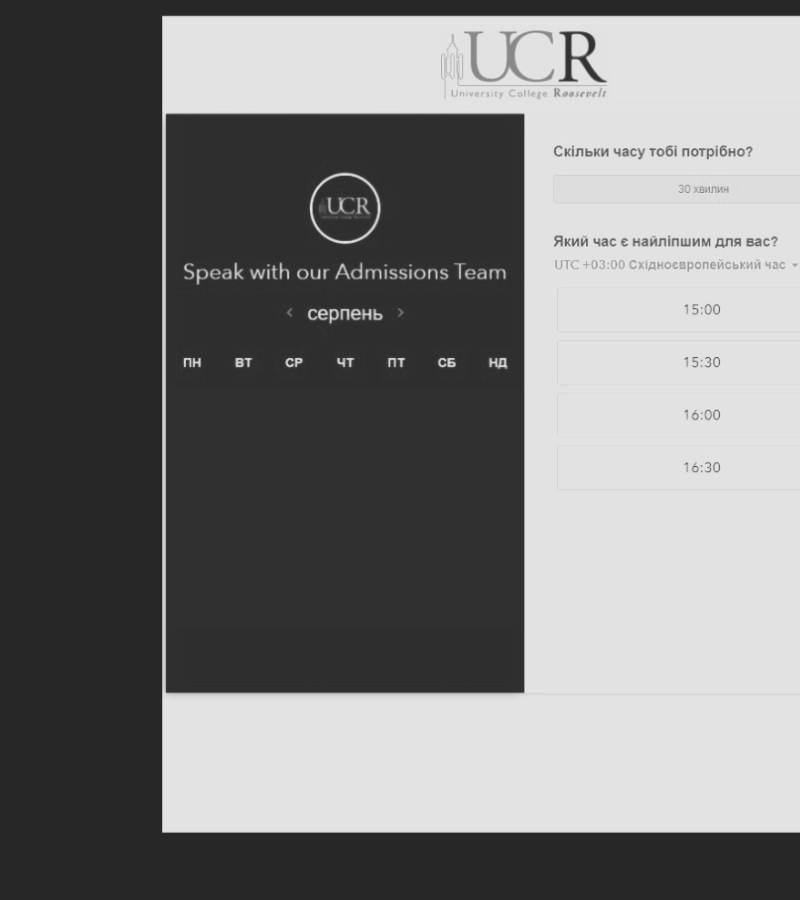 UCR
University College Roosevelt
UCR
Speak with our Admissions Team
серпень
ПН ВТ СР ЧТ ПТ СБ НД
Скільки часу тобі потрібно?
30 хвилин
Який час є найліпшим для вас?
UTC +03:00 Східноєвропейський час
15:00
15:30
16:00
16:30